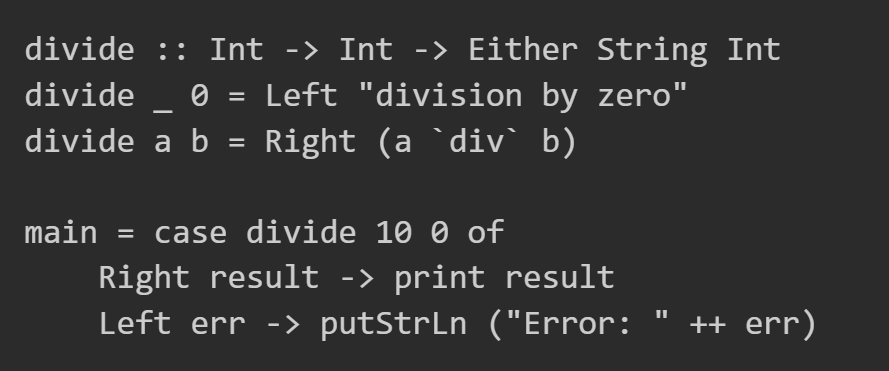 divide :: Int -> Int -> Either String Int
divide _ 0 = Left "division by zero"
divide a b = Right (a `div` b)

main = case divide 10 0 of
    Right result -> print result
    Left err -> putStrLn ("Error: " ++ err)